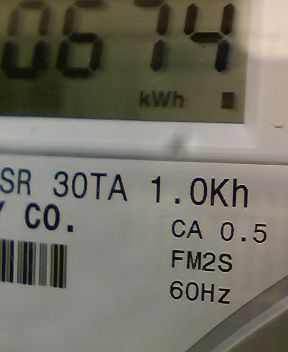 0674
kWh
SR 30TA 1.0Kh
Y CO.
CA 0.5
FM2S
60Hz